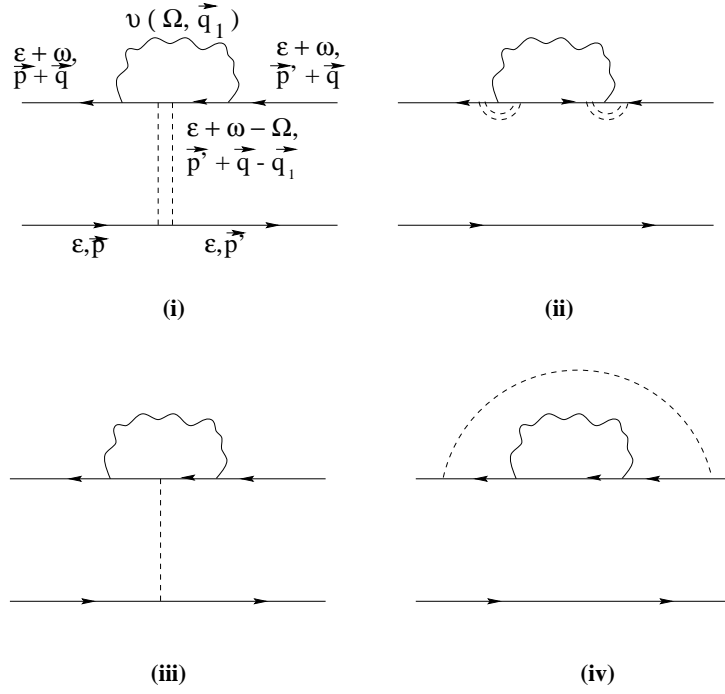 υ ( Ω, q⃗₁ )
ε + ω,
p⃗ + q⃗
ε + ω,
p⃗' + q⃗
ε + ω − Ω,
p⃗' + q⃗ - q⃗₁
ε, p⃗
ε, p⃗'
(i)
(ii)
(iii)
(iv)